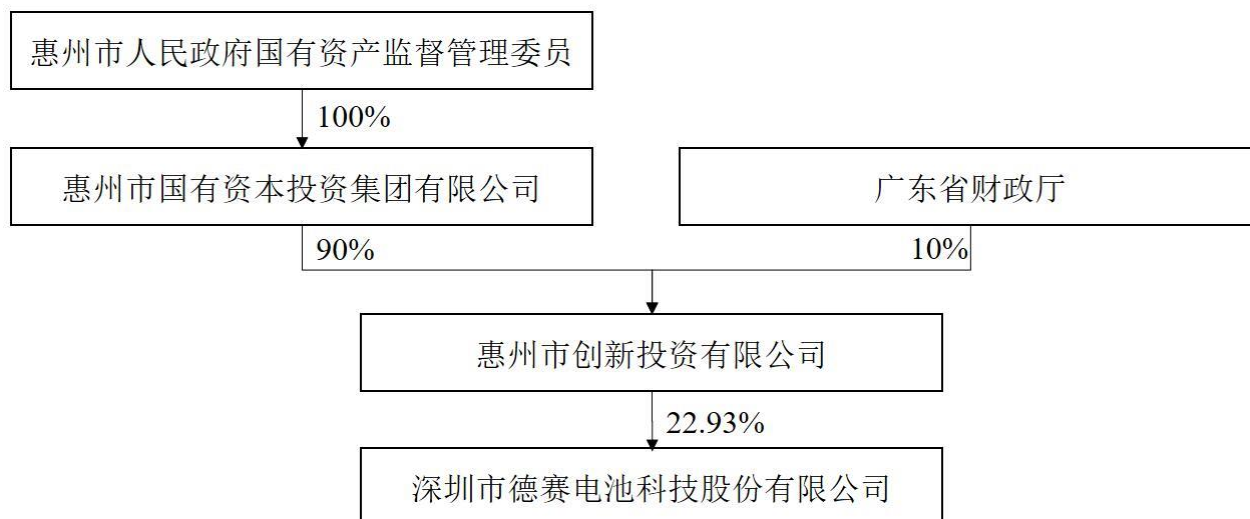 惠州市人民政府国有资产监督管理委员
100%
惠州市国有资本投资集团有限公司
广东省财政厅
90%
10%
惠州市创新投资有限公司
22.93%
深圳市德赛电池科技股份有限公司